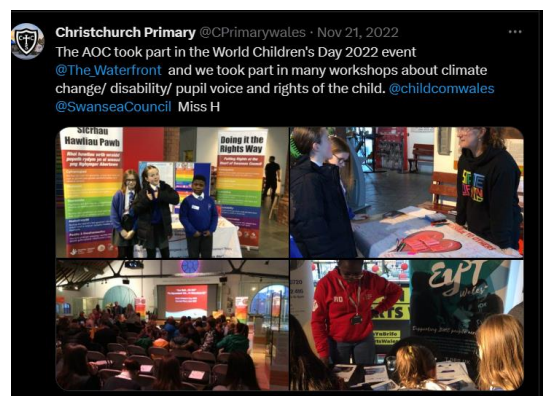 Christchurch Primary @CPrimarywales · Nov 21, 2022
The AOC took part in the World Children's Day 2022 event
@The_Waterfront and we took part in many workshops about climate
change/ disability/ pupil voice and rights of the child. @childcomwales
@SwanseaCouncil Miss H
Sicrhau
Hawliau Pawb
Doing it the
Rights Way
EYPT
Wales